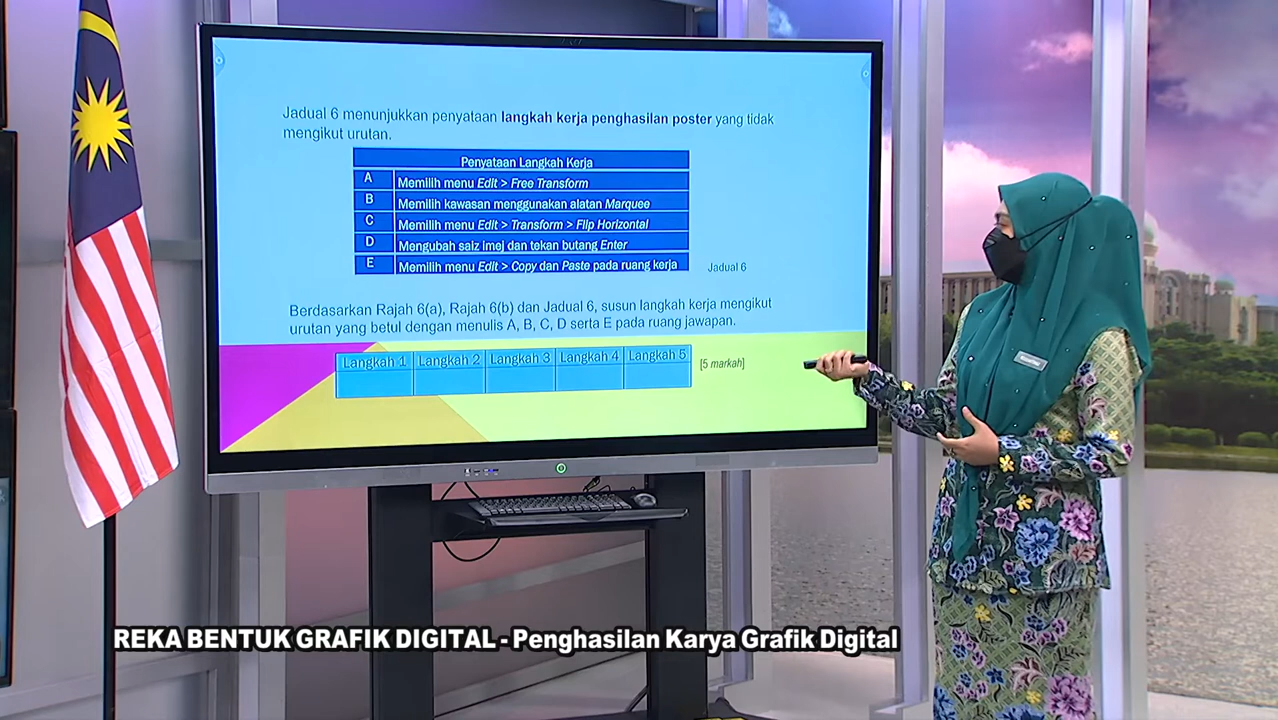 Jadual 6 menunjukkan penyataan langkah kerja penghasilan poster yang tidak
mengikut urutan.
Penyataan Langkah Kerja
A Memilih menu Edit > Free Transform
B Memilih kawasan menggunakan alatan Marquee
C Memilih menu Edit > Transform > Flip Horizontal
D Mengubah saiz imej dan tekan butang Enter
E Memilih menu Edit > Copy dan Paste pada ruang kerja
Jadual 6
Berdasarkan Rajah 6(a), Rajah 6(b) dan Jadual 6, susun langkah kerja mengikut
urutan yang betul dengan menulis A, B, C, D serta E pada ruang jawapan.
Langkah 1 Langkah 2 Langkah 3 Langkah 4 Langkah 5
[5 markah]
REKA BENTUK GRAFIK DIGITAL - Penghasilan Karya Grafik Digital